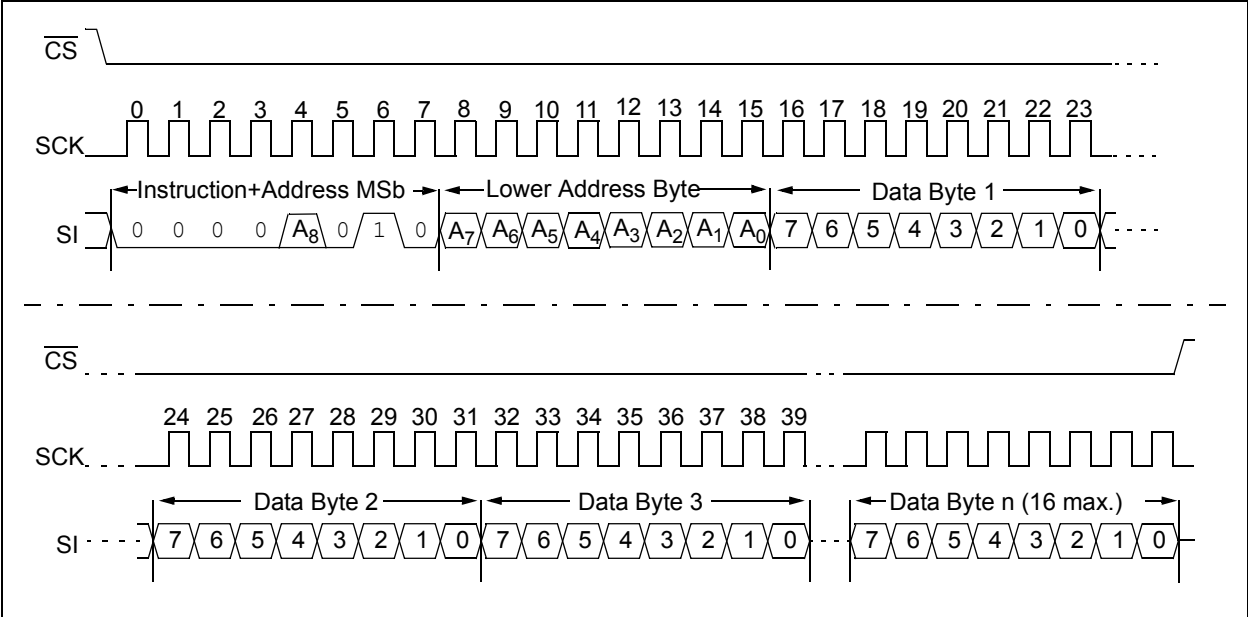 CS
0 1 2 3 4 5 6 7 8 9 10 11 12 13 14 15 16 17 18 19 20 21 22 23
SCK
Instruction+Address MSb Lower Address Byte Data Byte 1
SI 0 0 0 0 A8 0 1 0 A7 A6 A5 A4 A3 A2 A1 A0 7 6 5 4 3 2 1 0
CS
24 25 26 27 28 29 30 31 32 33 34 35 36 37 38 39
SCK
Data Byte 2 Data Byte 3 Data Byte n (16 max.)
SI 7 6 5 4 3 2 1 0 7 6 5 4 3 2 1 0 7 6 5 4 3 2 1 0